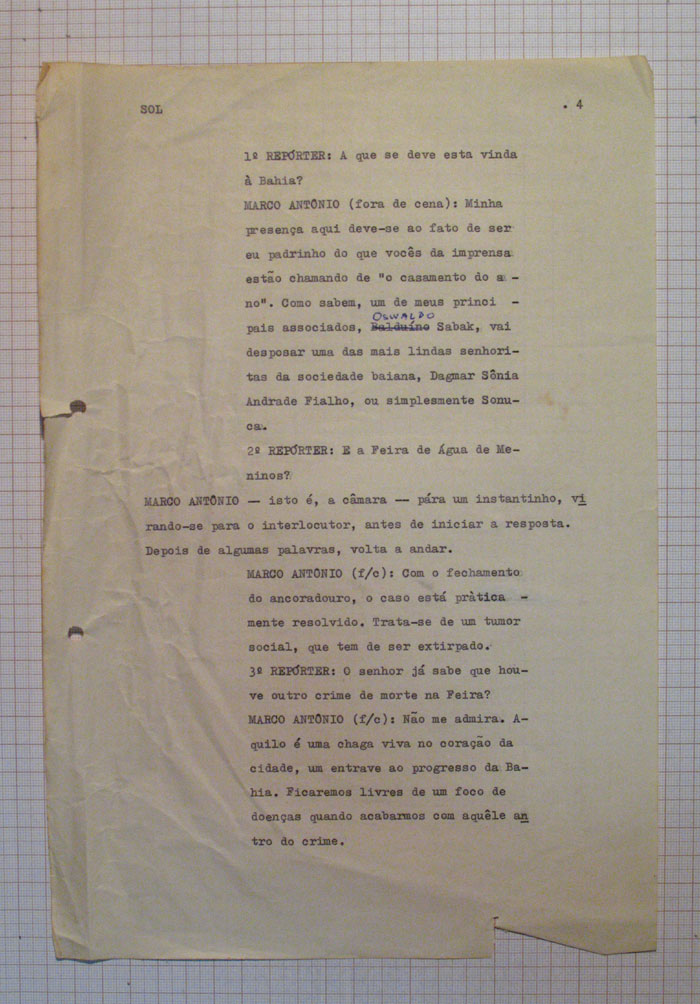 SOL . 4
1º REPÓRTER: A que se deve esta vinda
à Bahia?
MARCO ANTÔNIO (fora de cena): Minha
presença aqui deve-se ao fato de ser
eu padrinho do que vocês da imprensa
estão chamando de "o casamento do a -
no". Como sabem, um de meus princi -
OSWALDO
pais associados, Balduíno Sabak, vai
desposar uma das mais lindas senhori-
tas da sociedade baiana, Dagmar Sônia
Andrade Fialho, ou simplesmente Sonu-
ca.
2º REPÓRTER: E a Feira de Água de Me-
ninos?
MARCO ANTÔNIO — isto é, a câmara — pára um instantinho, vi
rando-se para o interlocutor, antes de iniciar a resposta.
Depois de algumas palavras, volta a andar.
MARCO ANTÔNIO (f/c): Com o fechamento
do ancoradouro, o caso está pràtica -
mente resolvido. Trata-se de um tumor
social, que tem de ser extirpado.
3º REPÓRTER: O senhor já sabe que hou-
ve outro crime de morte na Feira?
MARCO ANTÔNIO (f/c): Não me admira. A-
quilo é uma chaga viva no coração da
cidade, um entrave ao progresso da Ba-
hia. Ficaremos livres de um foco de
doenças quando acabarmos com aquêle an
tro do crime.